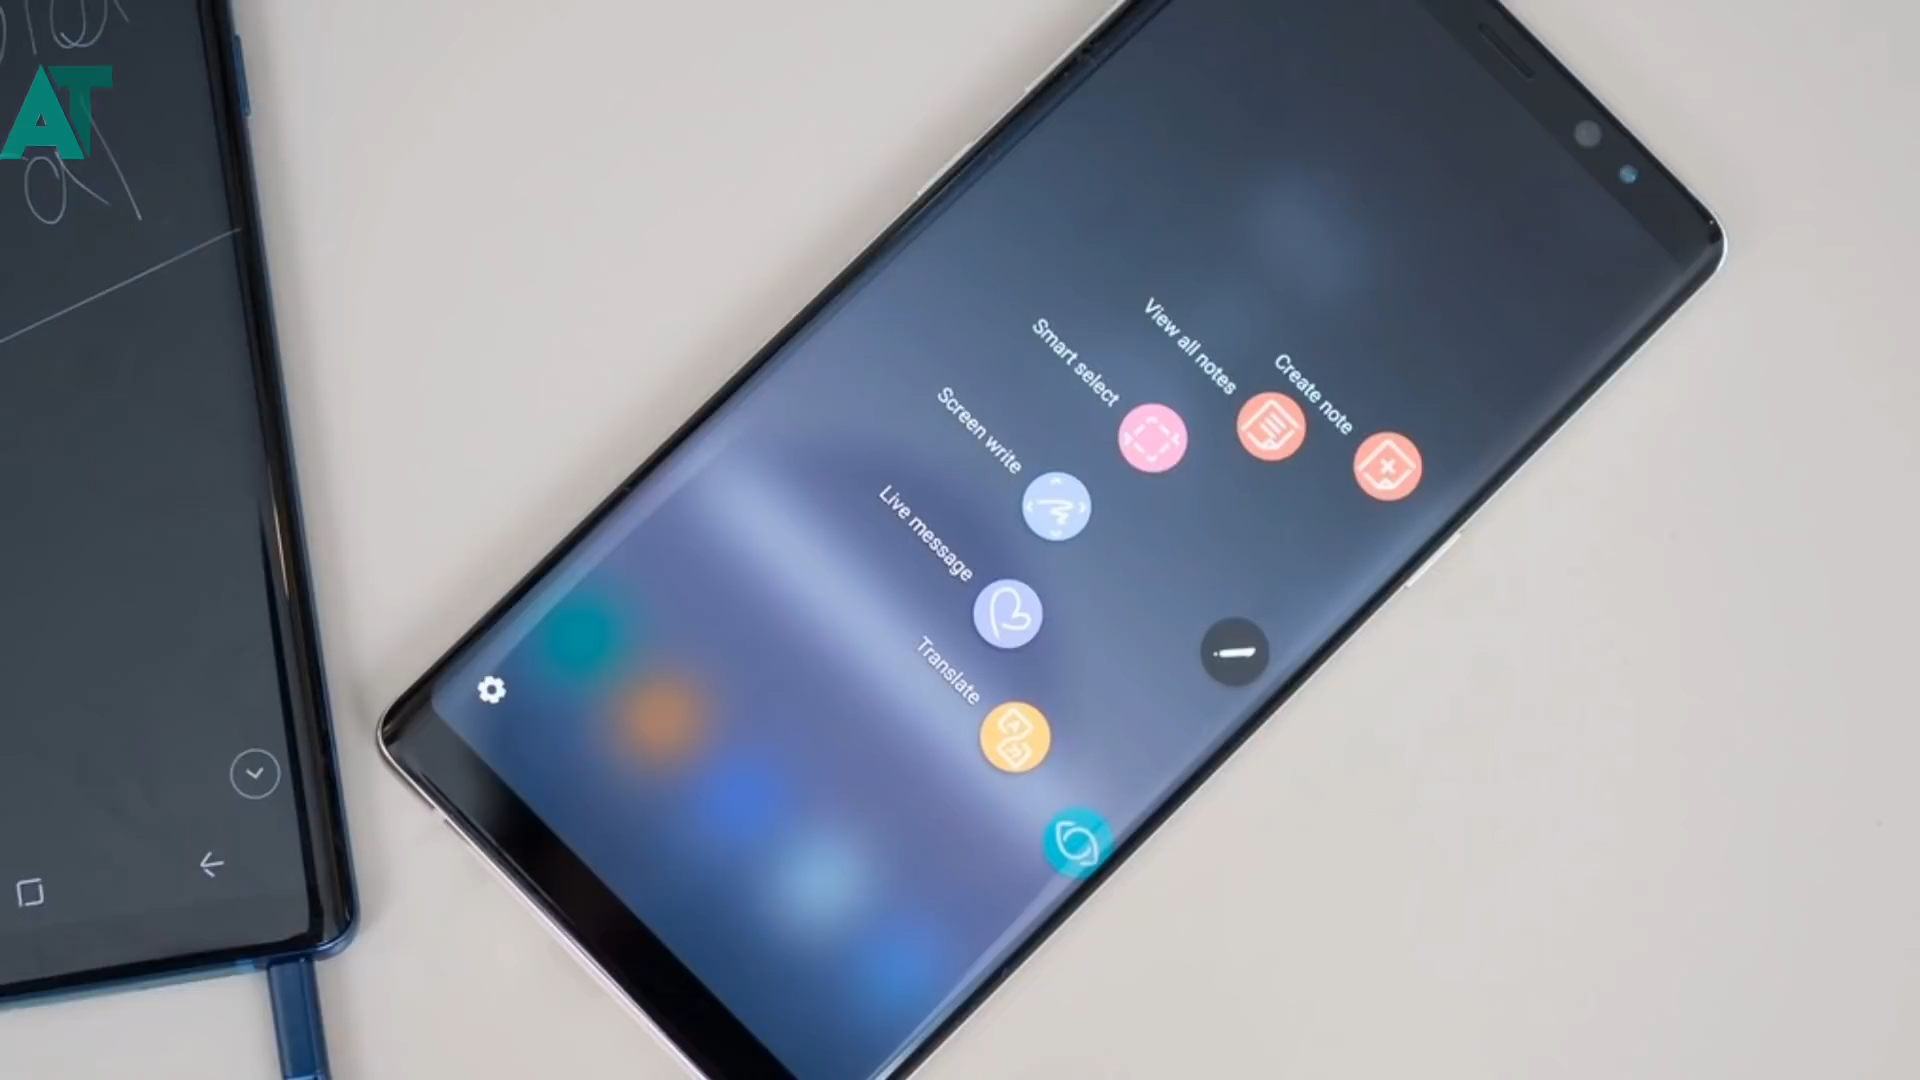 AT
View all notes
Create note
Smart select
Screen write
Live message
Translate